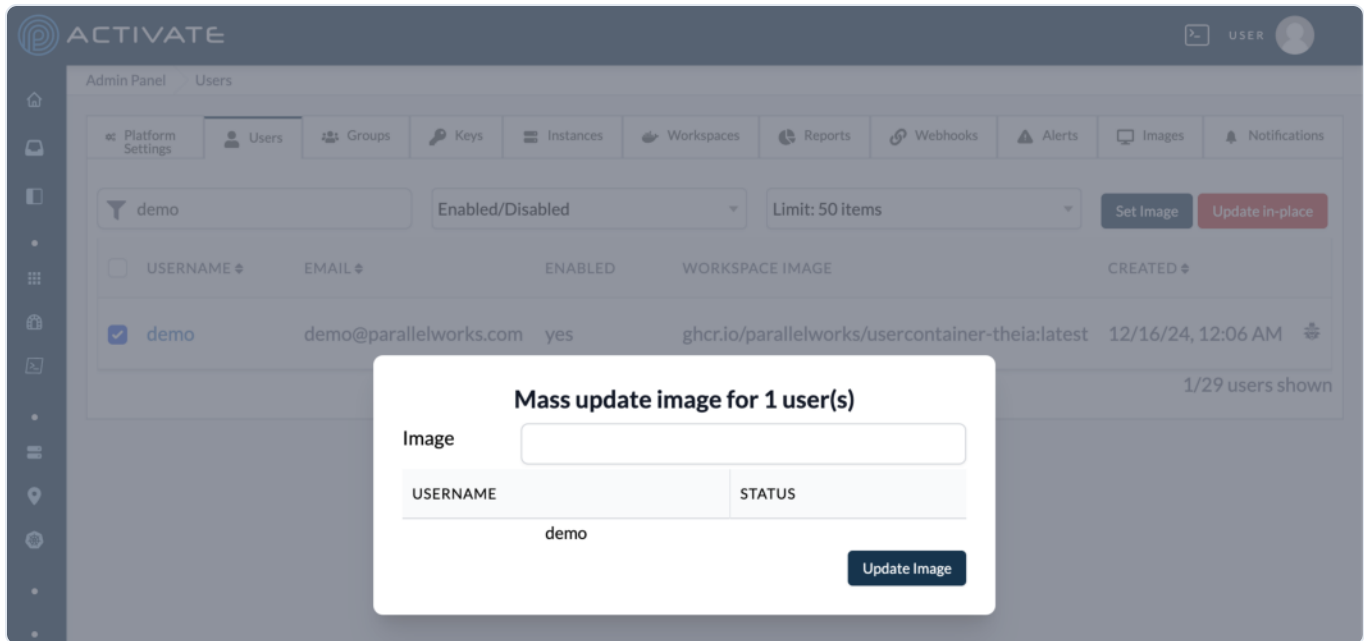 ACTIVATE
USER
Admin Panel Users
Platform Settings Users Groups Keys Instances Workspaces Reports Webhooks Alerts Images Notifications
demo Enabled/Disabled Limit: 50 items Set Image Update in-place
USERNAME EMAIL ENABLED WORKSPACE IMAGE CREATED
demo demo@parallelworks.com yes ghcr.io/parallelworks/usercontainer-theia:latest 12/16/24, 12:06 AM
1/29 users shown
Mass update image for 1 user(s)
Image
USERNAME STATUS
demo
Update Image